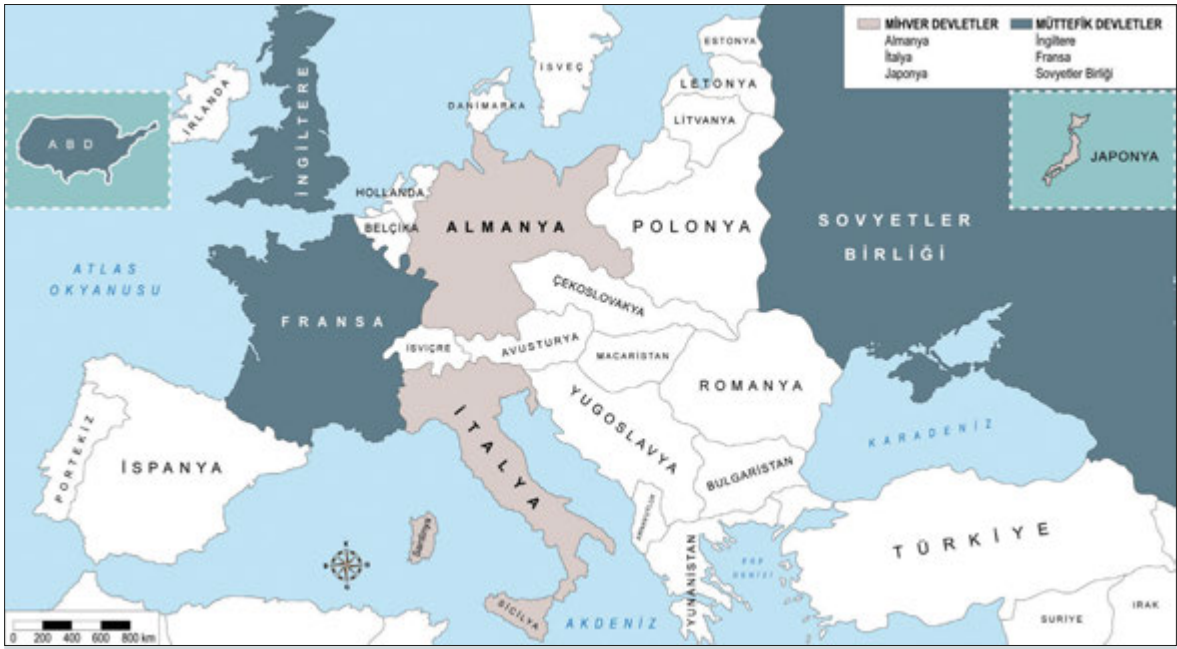 MİHVER DEVLETLER
Almanya
İtalya
Japonya
MÜTTEFİK DEVLETLER
İngiltere
Fransa
Sovyetler Birliği
ABD
İRLANDA
İNGİLTERE
İSVEÇ
DANİMARKA
ESTONYA
LETONYA
LİTVANYA
JAPONYA
HOLLANDA
BELÇİKA
ALMANYA
POLONYA
SOVYETLER
BİRLİĞİ
ATLAS
OKYANUSU
FRANSA
ÇEKOSLOVAKYA
İSVİÇRE
AVUSTURYA
MACARİSTAN
ROMANYA
İTALYA
YUGOSLAVYA
KARADENİZ
PORTEKİZ
İSPANYA
BULGARİSTAN
Sardinya
TÜRKİYE
YUNANİSTAN
EGE
DENİZİ
SİCİLYA
AKDENİZ
SURİYE
IRAK
0 200 400 600 800 km